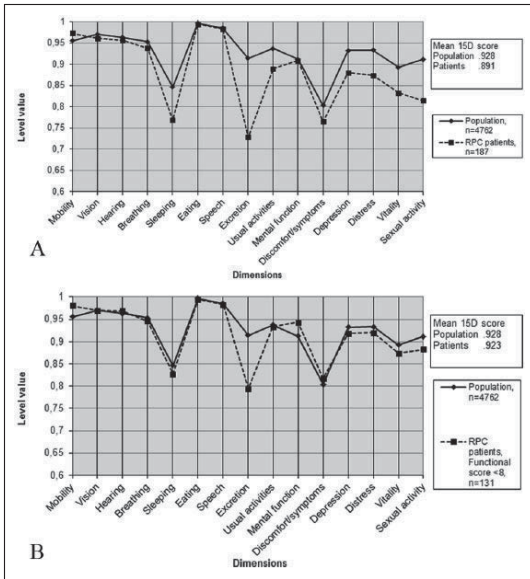 1
0,95
0,9
0,85
0,8
0,75
0,7
0,65
0,6
Level value
Mobility
Vision
Hearing
Breathing
Sleeping
Eating
Speech
Excretion
Usual activities
Mental function
Discomfort/symptoms
Depression
Distress
Vitality
Sexual activity
Dimensions
Mean 15D score
Population .928
Patients .891
Population,
n=4762
RPC patients,
n=187
A
1
0,95
0,9
0,85
0,8
0,75
0,7
0,65
0,6
Level value
Mobility
Vision
Hearing
Breathing
Sleeping
Eating
Speech
Excretion
Usual activities
Mental function
Discomfort/symptoms
Depression
Distress
Vitality
Sexual activity
Dimensions
Mean 15D score
Population .928
Patients .923
Population,
n=4762
RPC
patients,
Functional
score <8,
n=131
B